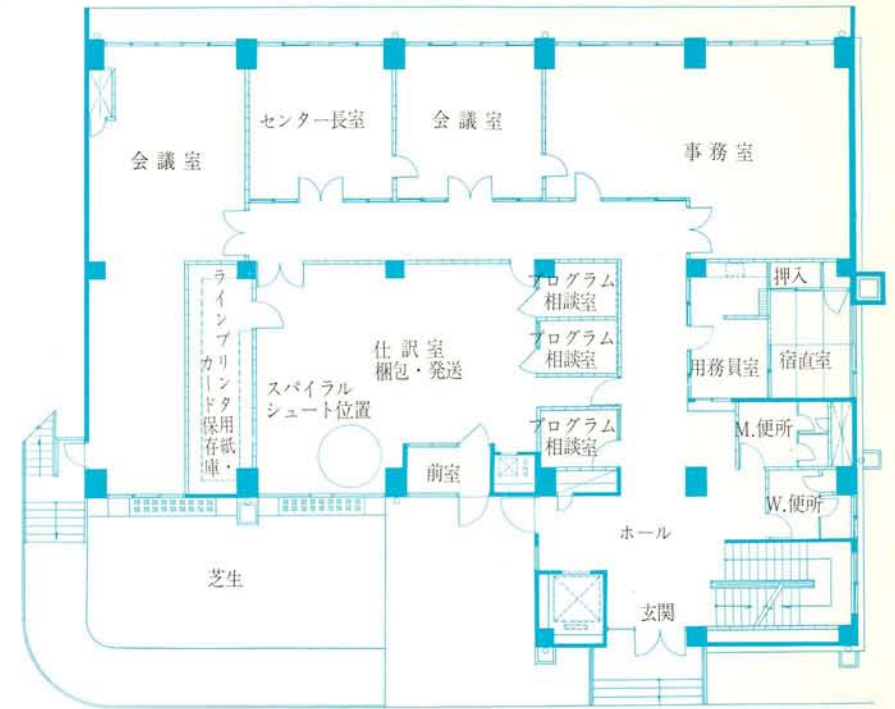 センター長室
会議室
会議室
事務室
ラインプリンタ用紙・
カード保存庫
プログラム
相談室
押入
仕訳室
梱包・発送
プログラム
相談室
用務員室
宿直室
スパイラル
シュート位置
プログラム
相談室
M.便所
前室
W.便所
ホール
芝生
玄関